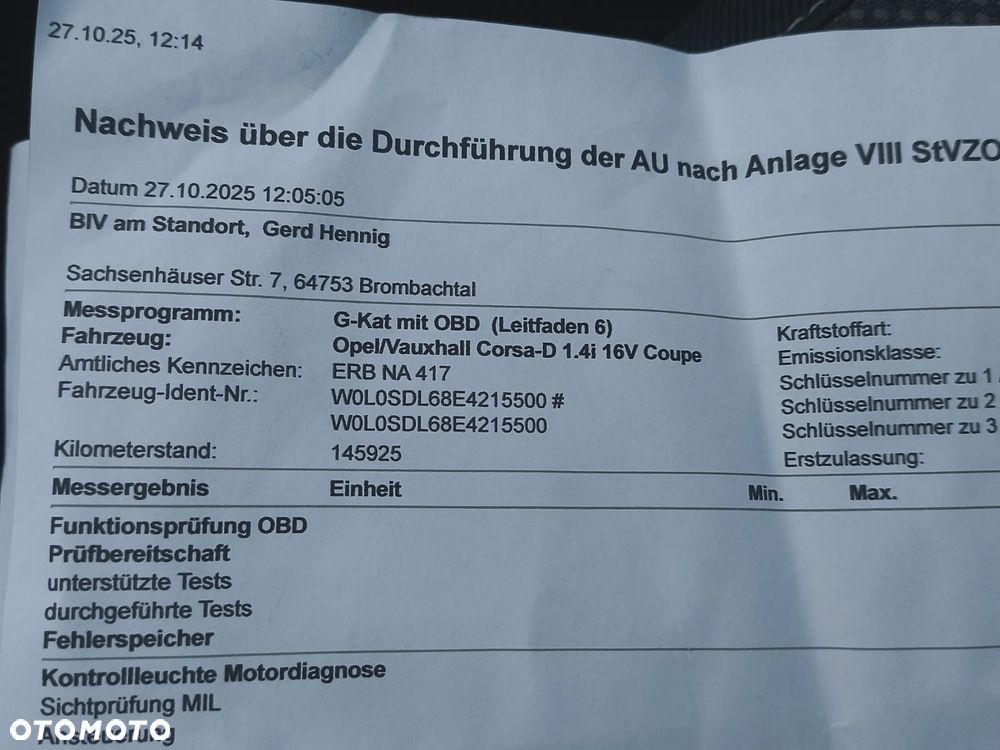 27.10.25, 12:14
Nachweis über die Durchführung der AU nach Anlage VIII StVZO
Datum 27.10.2025 12:05:05
BIV am Standort, Gerd Hennig
Sachsenhäuser Str. 7, 64753 Brombachtal
Messprogramm: G-Kat mit OBD (Leitfaden 6) Kraftstoffart:
Fahrzeug: Opel/Vauxhall Corsa-D 1.4i 16V Coupe Emissionsklasse:
Amtliches Kennzeichen: ERB NA 417 Schlüsselnummer zu 1
Fahrzeug-Ident-Nr.: W0L0SDL68E4215500 # Schlüsselnummer zu 2
W0L0SDL68E4215500 Schlüsselnummer zu 3
Kilometerstand: 145925 Erstzulassung:
Messergebnis Einheit Min. Max.
Funktionsprüfung OBD
Prüfbereitschaft
unterstützte Tests
durchgeführte Tests
Fehlerspeicher
Kontrollleuchte Motordiagnose
Sichtprüfung MIL
Ansteuerung
OTOMOTO